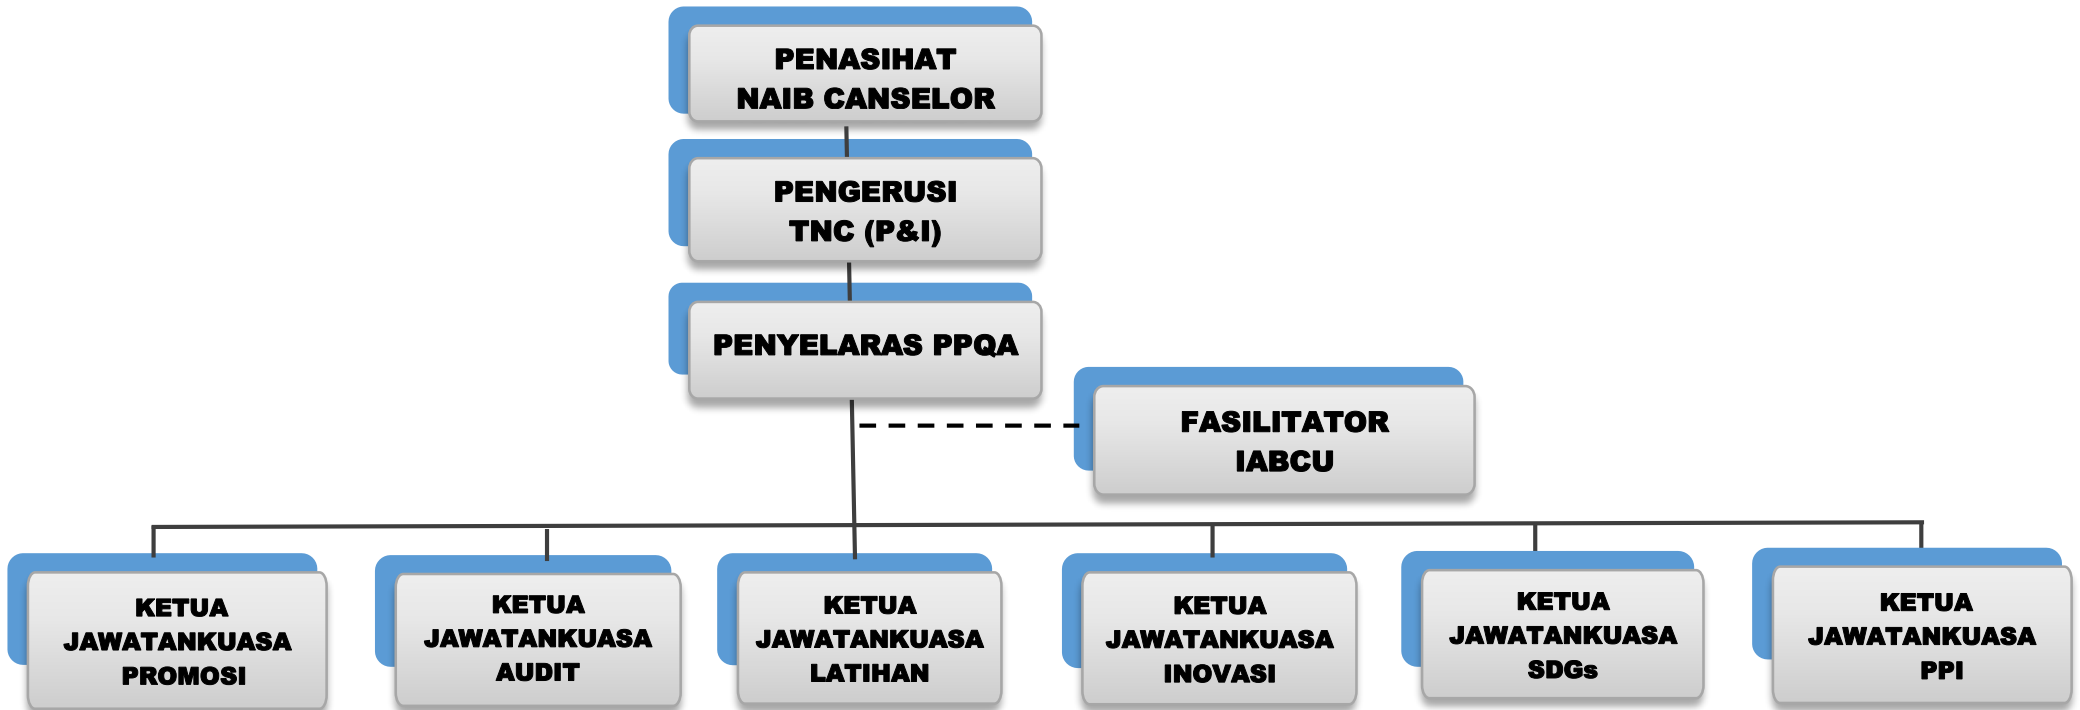 PENASIHAT
NAIB CANSELOR
PENGERUSI
TNC (P&I)
PENYELARAS PPQA
FASILITATOR
IABCU
KETUA
JAWATANKUASA
PROMOSI
KETUA
JAWATANKUASA
AUDIT
KETUA
JAWATANKUASA
LATIHAN
KETUA
JAWATANKUASA
INOVASI
KETUA
JAWATANKUASA
SDGs
KETUA
JAWATANKUASA
PPI